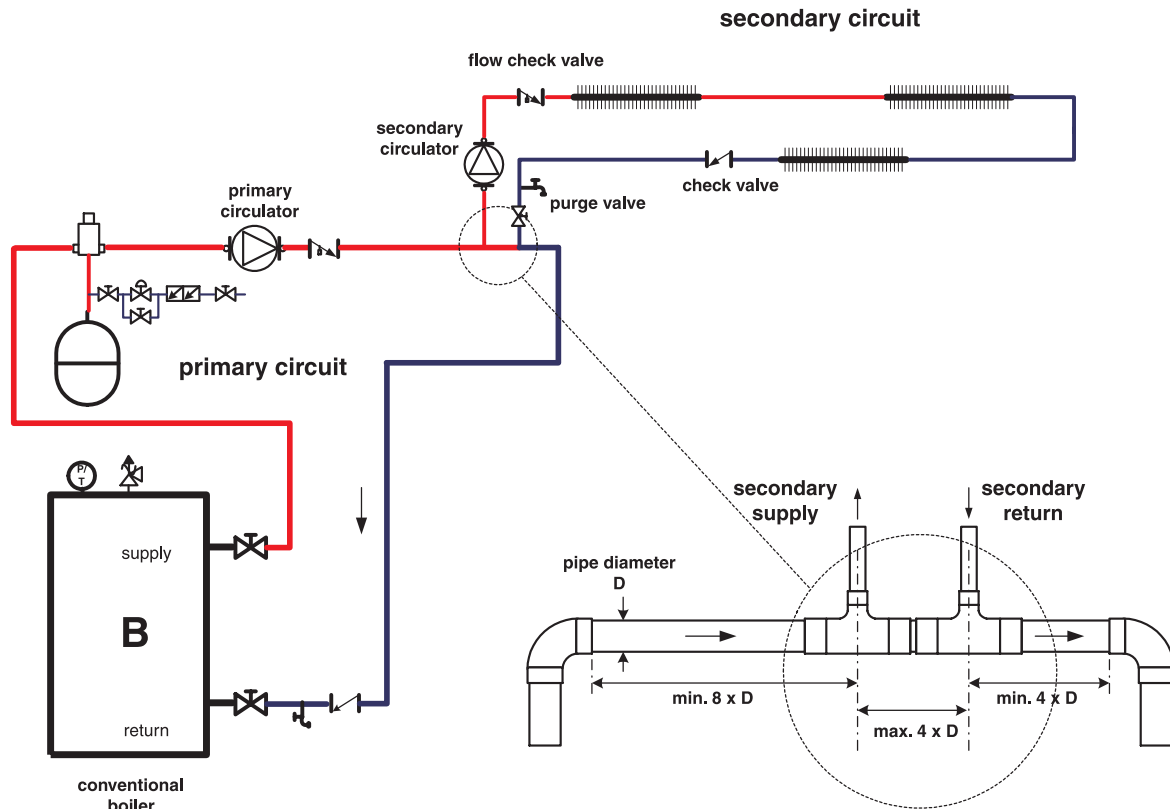 secondary circuit
flow check valve
secondary
circulator
check valve
purge valve
primary
circulator
primary circuit
P/
T
supply
B
return
conventional
boiler
secondary
supply
secondary
return
pipe diameter
D
min. 8 x D
min. 4 x D
max. 4 x D